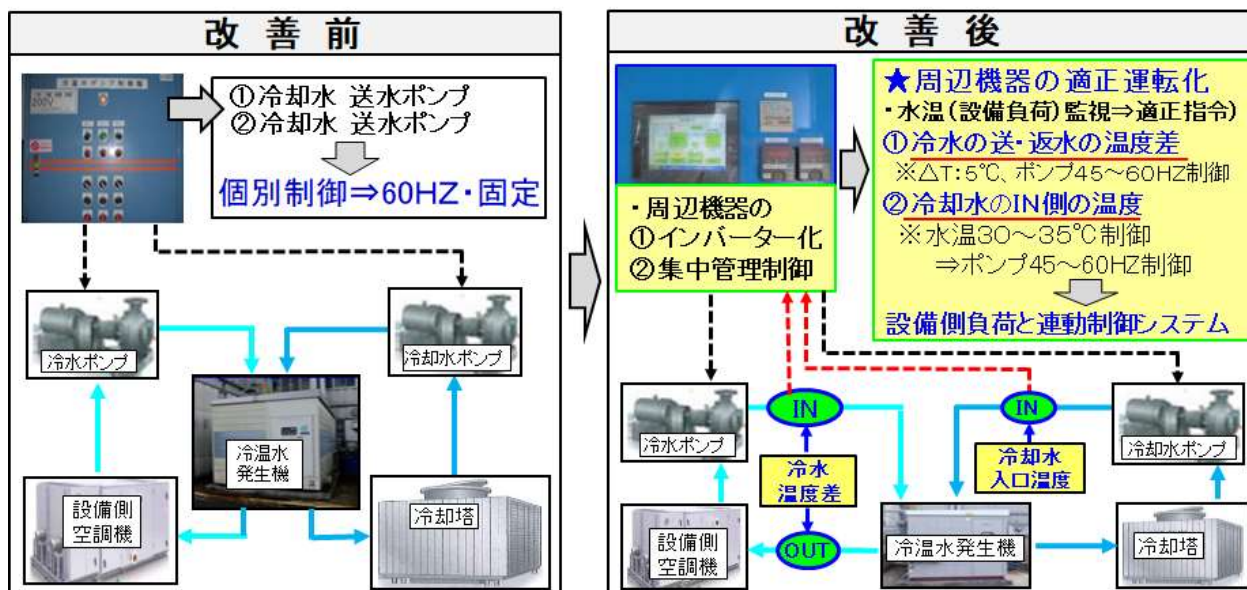 改善前
冷温水ポンプ制御盤
200V
①冷却水 送水ポンプ
②冷却水 送水ポンプ
個別制御⇒60HZ・固定
冷水ポンプ
冷却水ポンプ
冷温水
発生機
設備側
空調機
冷却塔
改善後
・周辺機器の
①インバーター化
②集中管理制御
★周辺機器の適正運転化
・水温(設備負荷)監視⇒適正指令)
①冷水の送・返水の温度差
※△T:5℃、ポンプ45～60HZ制御
②冷却水のIN側の温度
※水温30～35℃制御
⇒ポンプ45～60HZ制御
設備側負荷と連動制御システム
冷水ポンプ
IN
IN
冷却水ポンプ
冷水
温度差
冷却水
入口温度
設備側
空調機
OUT
冷温水発生機
冷却塔